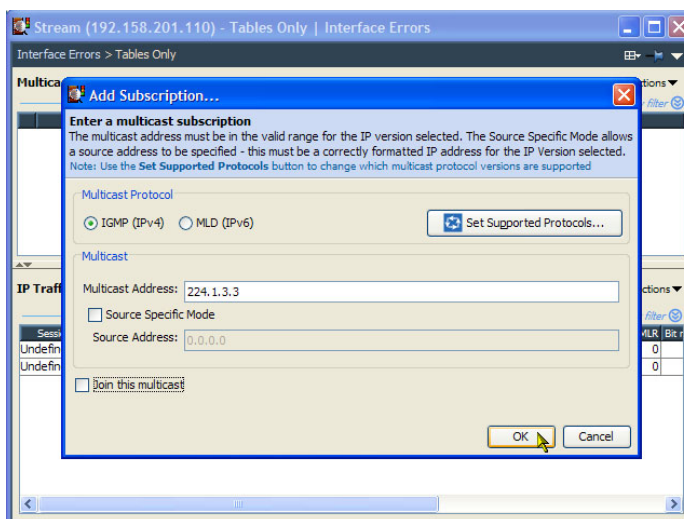 Stream (192.158.201.110) - Tables Only | Interface Errors
Interface Errors > Tables Only
Multica
tions
filter
Add Subscription...
Enter a multicast subscription
The multicast address must be in the valid range for the IP version selected. The Source Specific Mode allows
a source address to be specified - this must be a correctly formatted IP address for the IP Version selected.
Note: Use the Set Supported Protocols button to change which multicast protocol versions are supported
Multicast Protocol
IGMP (IPv4) MLD (IPv6) Set Supported Protocols...
Multicast
Multicast Address: 224.1.3.3
Source Specific Mode
Source Address: 0.0.0.0
Join this multicast
OK Cancel
IP Traff
ctions
filter
Sessi MLR Bit r
Undefin 0
Undefin 0